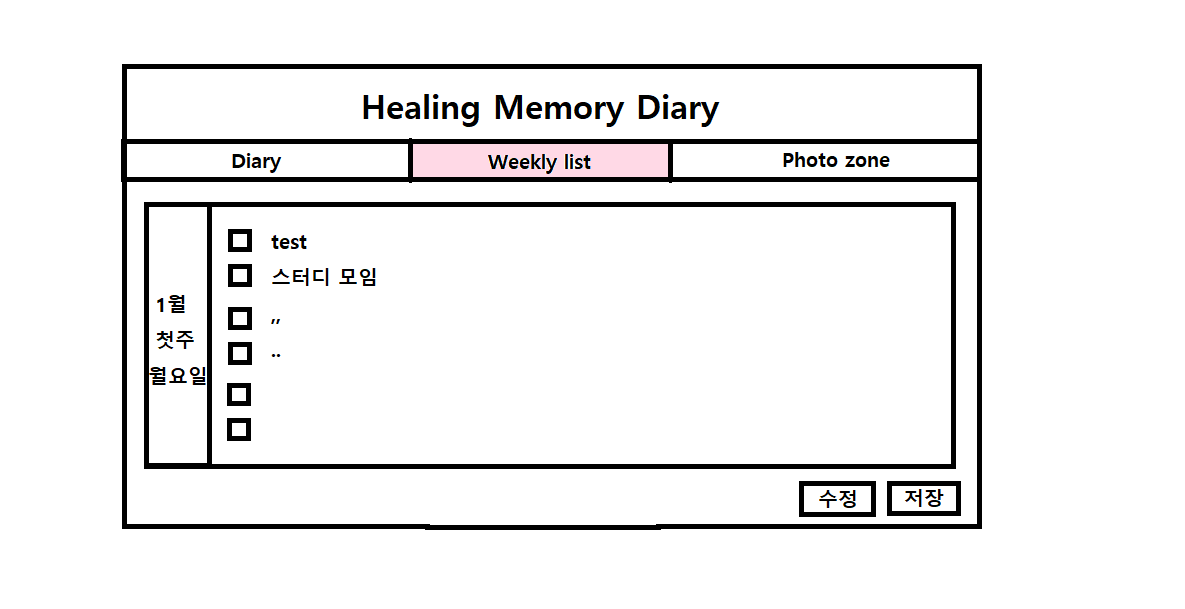 Healing Memory Diary
Diary
Weekly list
Photo zone
1월
첫주
월요일
test
스터디 모임
,,
..
수정
저장